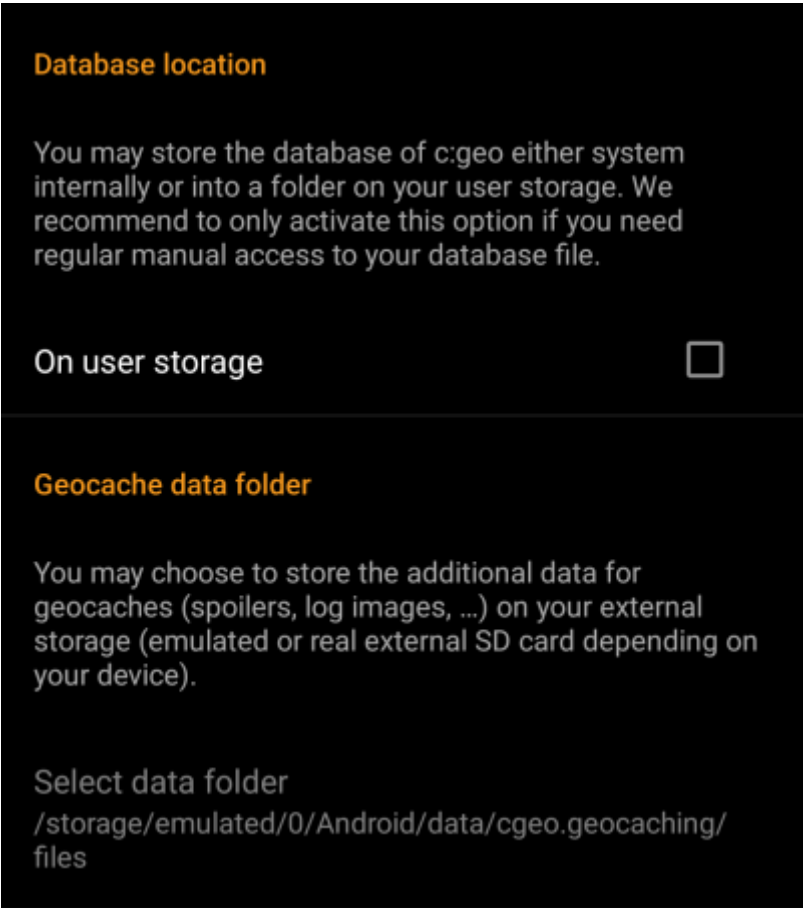 Database location
You may store the database of c:geo either system
internally or into a folder on your user storage. We
recommend to only activate this option if you need
regular manual access to your database file.
On user storage
Geocache data folder
You may choose to store the additional data for
geocaches (spoilers, log images, …) on your external
storage (emulated or real external SD card depending on
your device).
Select data folder
/storage/emulated/0/Android/data/cgeo.geocaching/
files